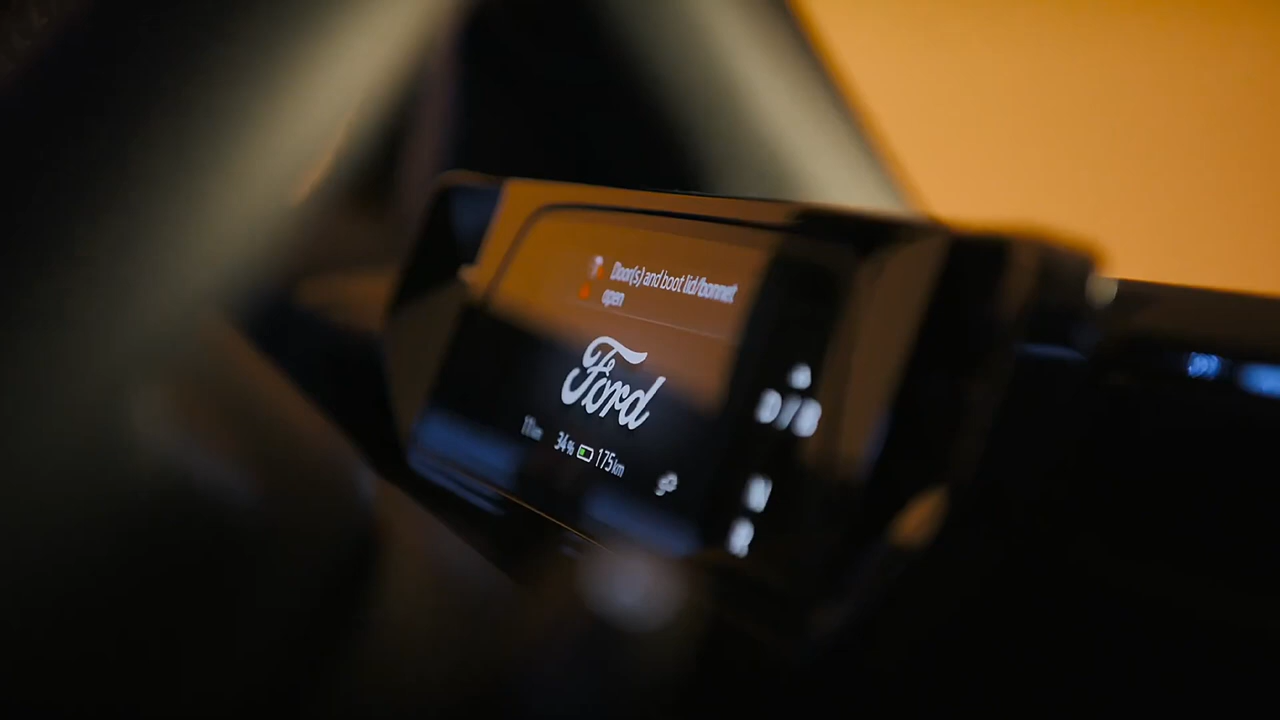 Door(s) and boot lid/bonnet
open
Ford
34% 175km
D/B
N
R